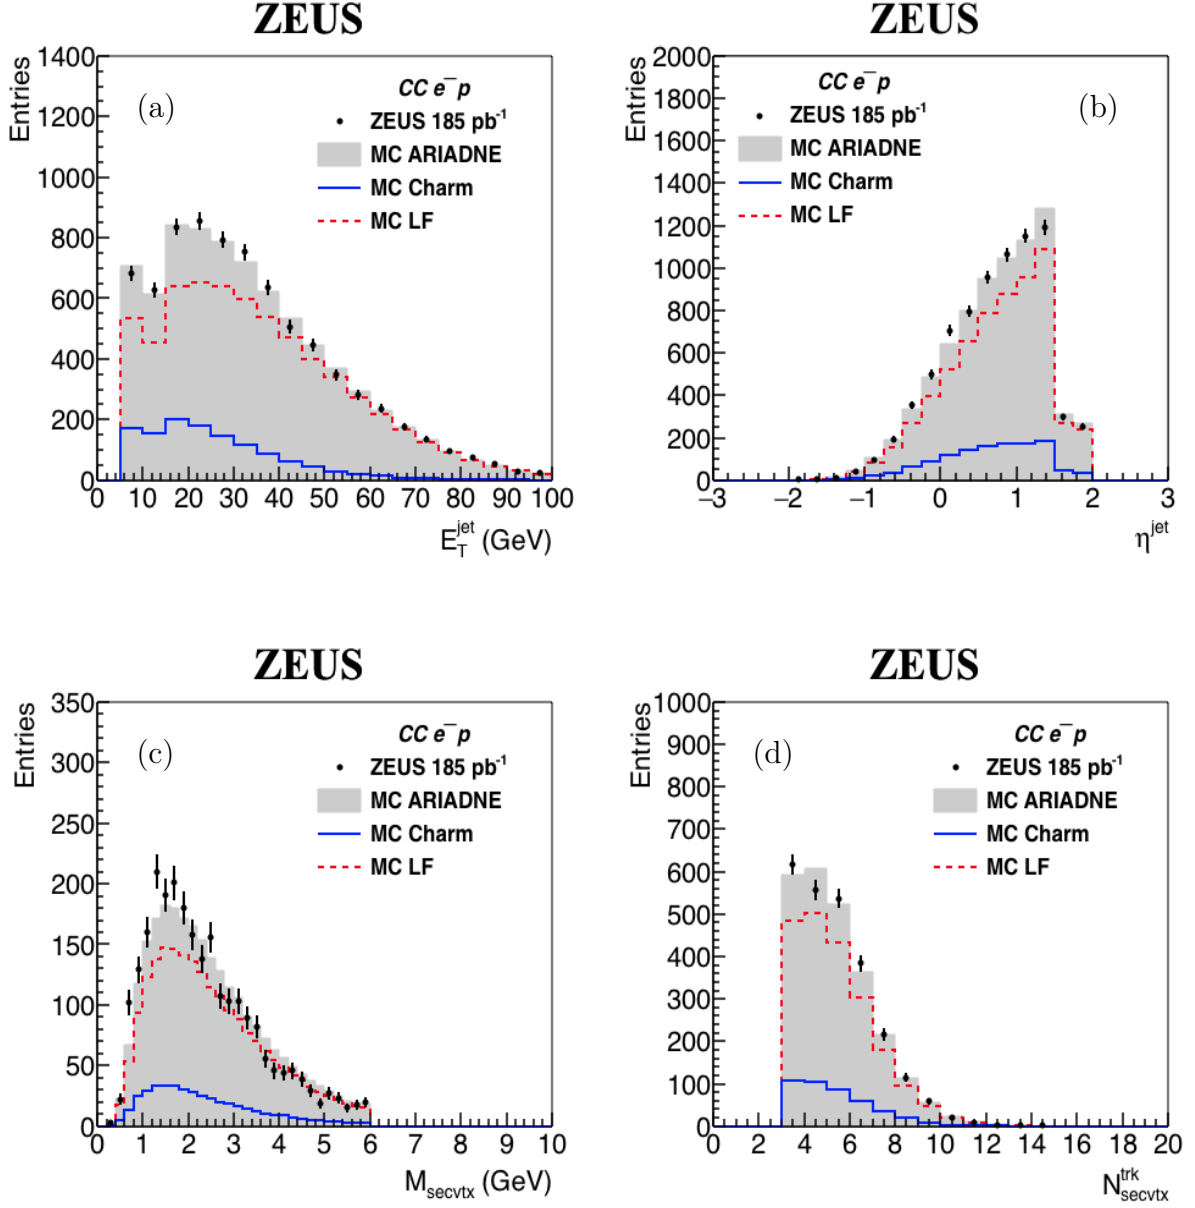 ZEUS
Entries
1400
1200
1000
800
600
400
200
0
(a)
CC e⁻ p
ZEUS 185 pb⁻¹
MC ARIADNE
MC Charm
MC LF
0 10 20 30 40 50 60 70 80 90 100
E_T^jet (GeV)
ZEUS
Entries
2000
1800
1600
1400
1200
1000
800
600
400
200
0
(b)
CC e⁻ p
ZEUS 185 pb⁻¹
MC ARIADNE
MC Charm
MC LF
−3 −2 −1 0 1 2 3
η^jet
ZEUS
Entries
350
300
250
200
150
100
50
0
(c)
CC e⁻ p
ZEUS 185 pb⁻¹
MC ARIADNE
MC Charm
MC LF
0 1 2 3 4 5 6 7 8 9 10
M_secvtx (GeV)
ZEUS
Entries
1000
900
800
700
600
500
400
300
200
100
0
(d)
CC e⁻ p
ZEUS 185 pb⁻¹
MC ARIADNE
MC Charm
MC LF
0 2 4 6 8 10 12 14 16 18 20
N_secvtx^trk